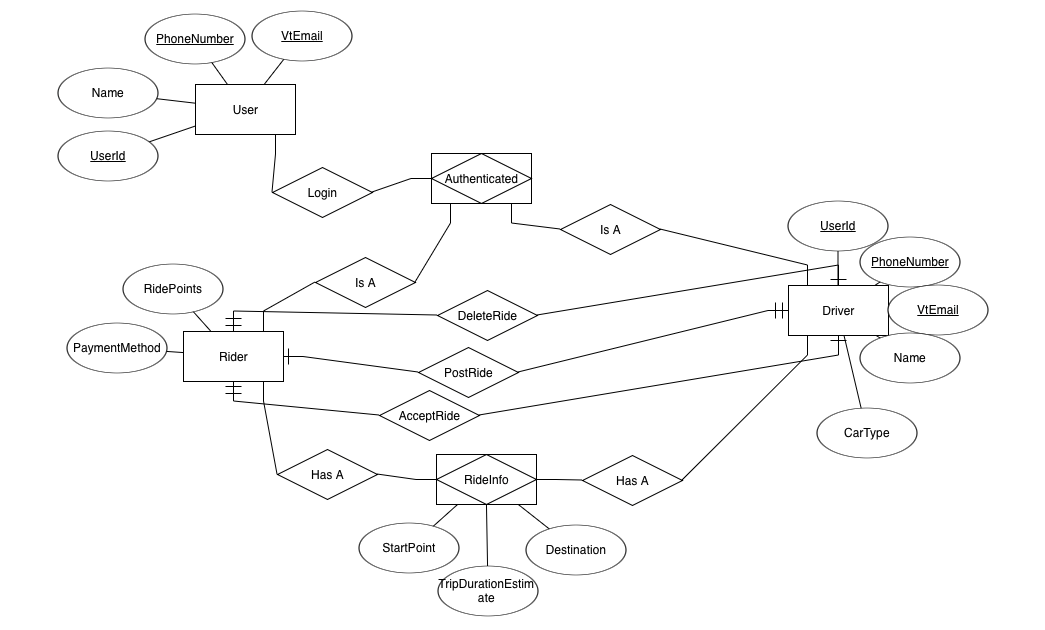 PhoneNumber
VtEmail
Name
User
UserId
Login
Authenticated
Is A
UserId
PhoneNumber
Is A
RidePoints
DeleteRide
Driver
VtEmail
PaymentMethod
Rider
Name
PostRide
AcceptRide
CarType
Has A
RideInfo
Has A
StartPoint
Destination
TripDurationEstim
ate